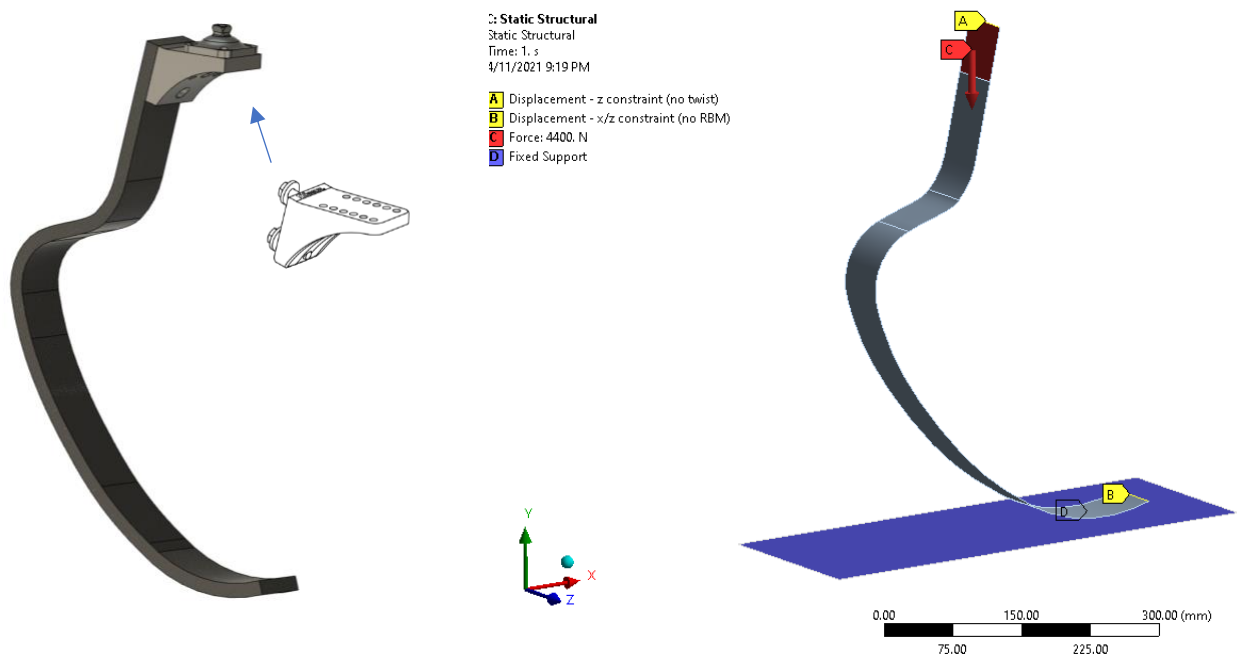 C: Static Structural
Static Structural
Time: 1. s
4/11/2021 9:19 PM
A Displacement - z constraint (no twist)
B Displacement - x/z constraint (no RBM)
C Force: 4400. N
D Fixed Support
A
C
B
D
Y
X
Z
0.00 150.00 300.00 (mm)
75.00 225.00